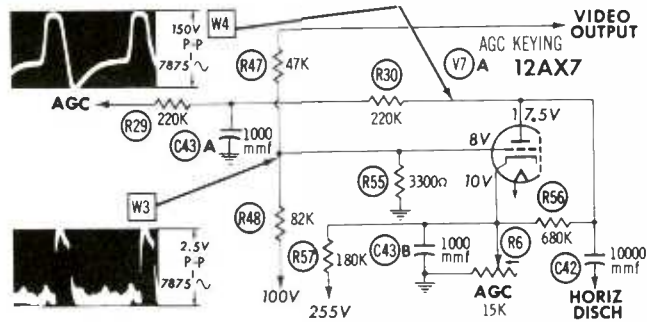 150V
P-P
7875 ~
W4
VIDEO
OUTPUT
AGC KEYING
V7 A 12AX7
R47 47K
R30
220K
AGC
R29
220K
C43 A 1000
mmf
1 7.5V
8V
10V
R55 3300Ω
R56
680K
W3
2.5V
P-P
7875 ~
R48 82K
R57 180K
C43 B 1000
mmf
R6
C42 10000
mmf
100V
255V
AGC
15K
HORIZ
DISCH